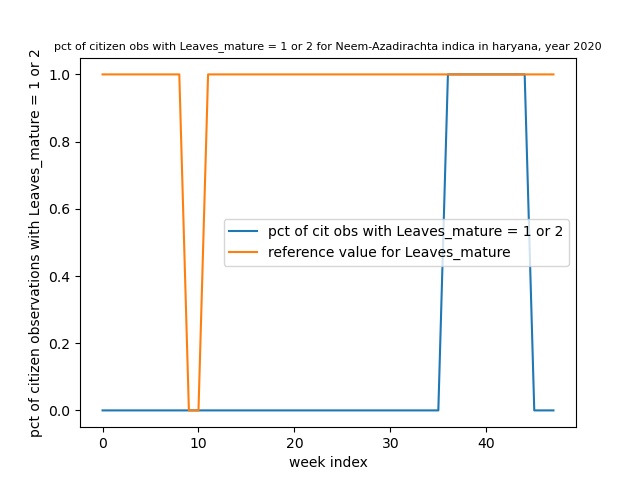 pct of citizen obs with Leaves_mature = 1 or 2 for Neem-Azadirachta indica in haryana, year 2020
pct of citizen observations with Leaves_mature = 1 or 2
1.0
0.8
0.6
0.4
0.2
0.0
pct of cit obs with Leaves_mature = 1 or 2
reference value for Leaves_mature
0 10 20 30 40
week index